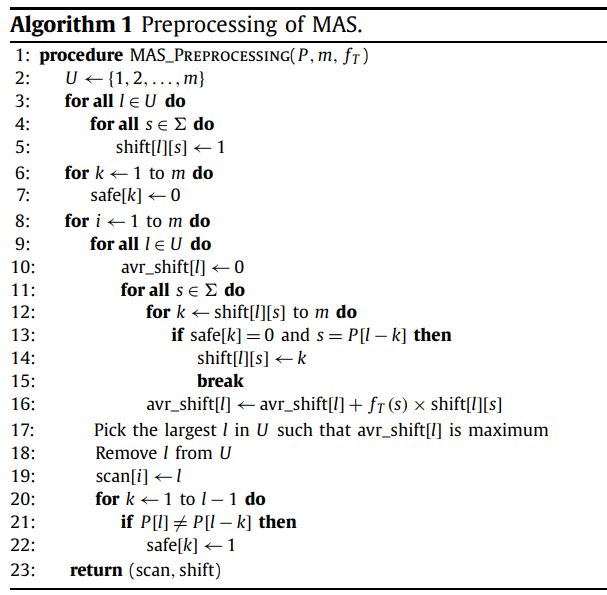 Algorithm 1 Preprocessing of MAS.
1: procedure MAS_PREPROCESSING(P, m, f_T)
2: U ← {1, 2, . . . , m}
3: for all l ∈ U do
4: for all s ∈ Σ do
5: shift[l][s] ← 1
6: for k ← 1 to m do
7: safe[k] ← 0
8: for i ← 1 to m do
9: for all l ∈ U do
10: avr_shift[l] ← 0
11: for all s ∈ Σ do
12: for k ← shift[l][s] to m do
13: if safe[k] = 0 and s = P[l − k] then
14: shift[l][s] ← k
15: break
16: avr_shift[l] ← avr_shift[l] + f_T(s) × shift[l][s]
17: Pick the largest l in U such that avr_shift[l] is maximum
18: Remove l from U
19: scan[i] ← l
20: for k ← 1 to l − 1 do
21: if P[l] ≠ P[l − k] then
22: safe[k] ← 1
23: return (scan, shift)